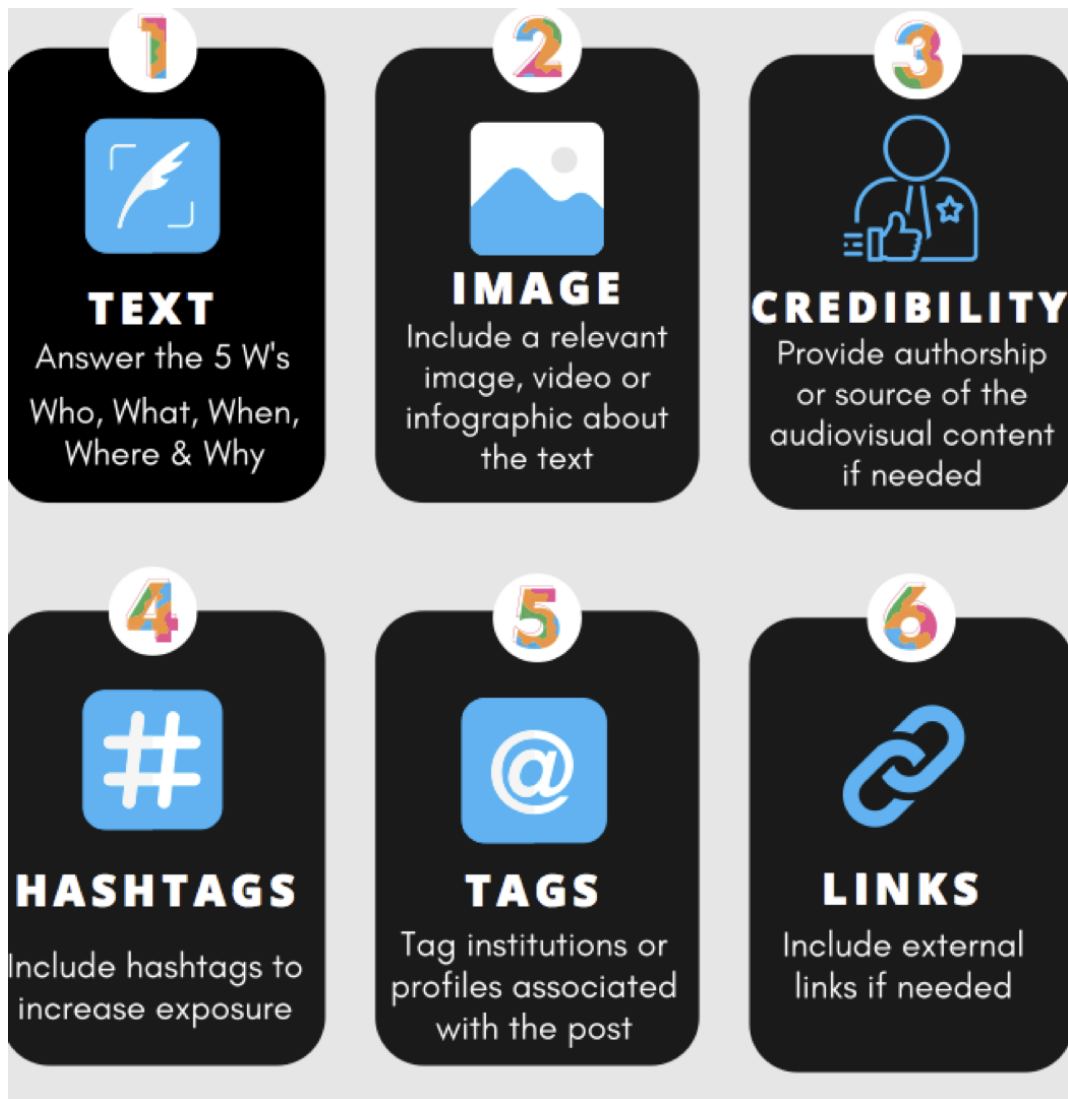 1
TEXT
Answer the 5 W's
Who, What, When,
Where & Why
2
IMAGE
Include a relevant
image, video or
infographic about
the text
3
CREDIBILITY
Provide authorship
or source of the
audiovisual content
if needed
4
#
HASHTAGS
Include hashtags to
increase exposure
5
@
TAGS
Tag institutions or
profiles associated
with the post
6
LINKS
Include external
links if needed